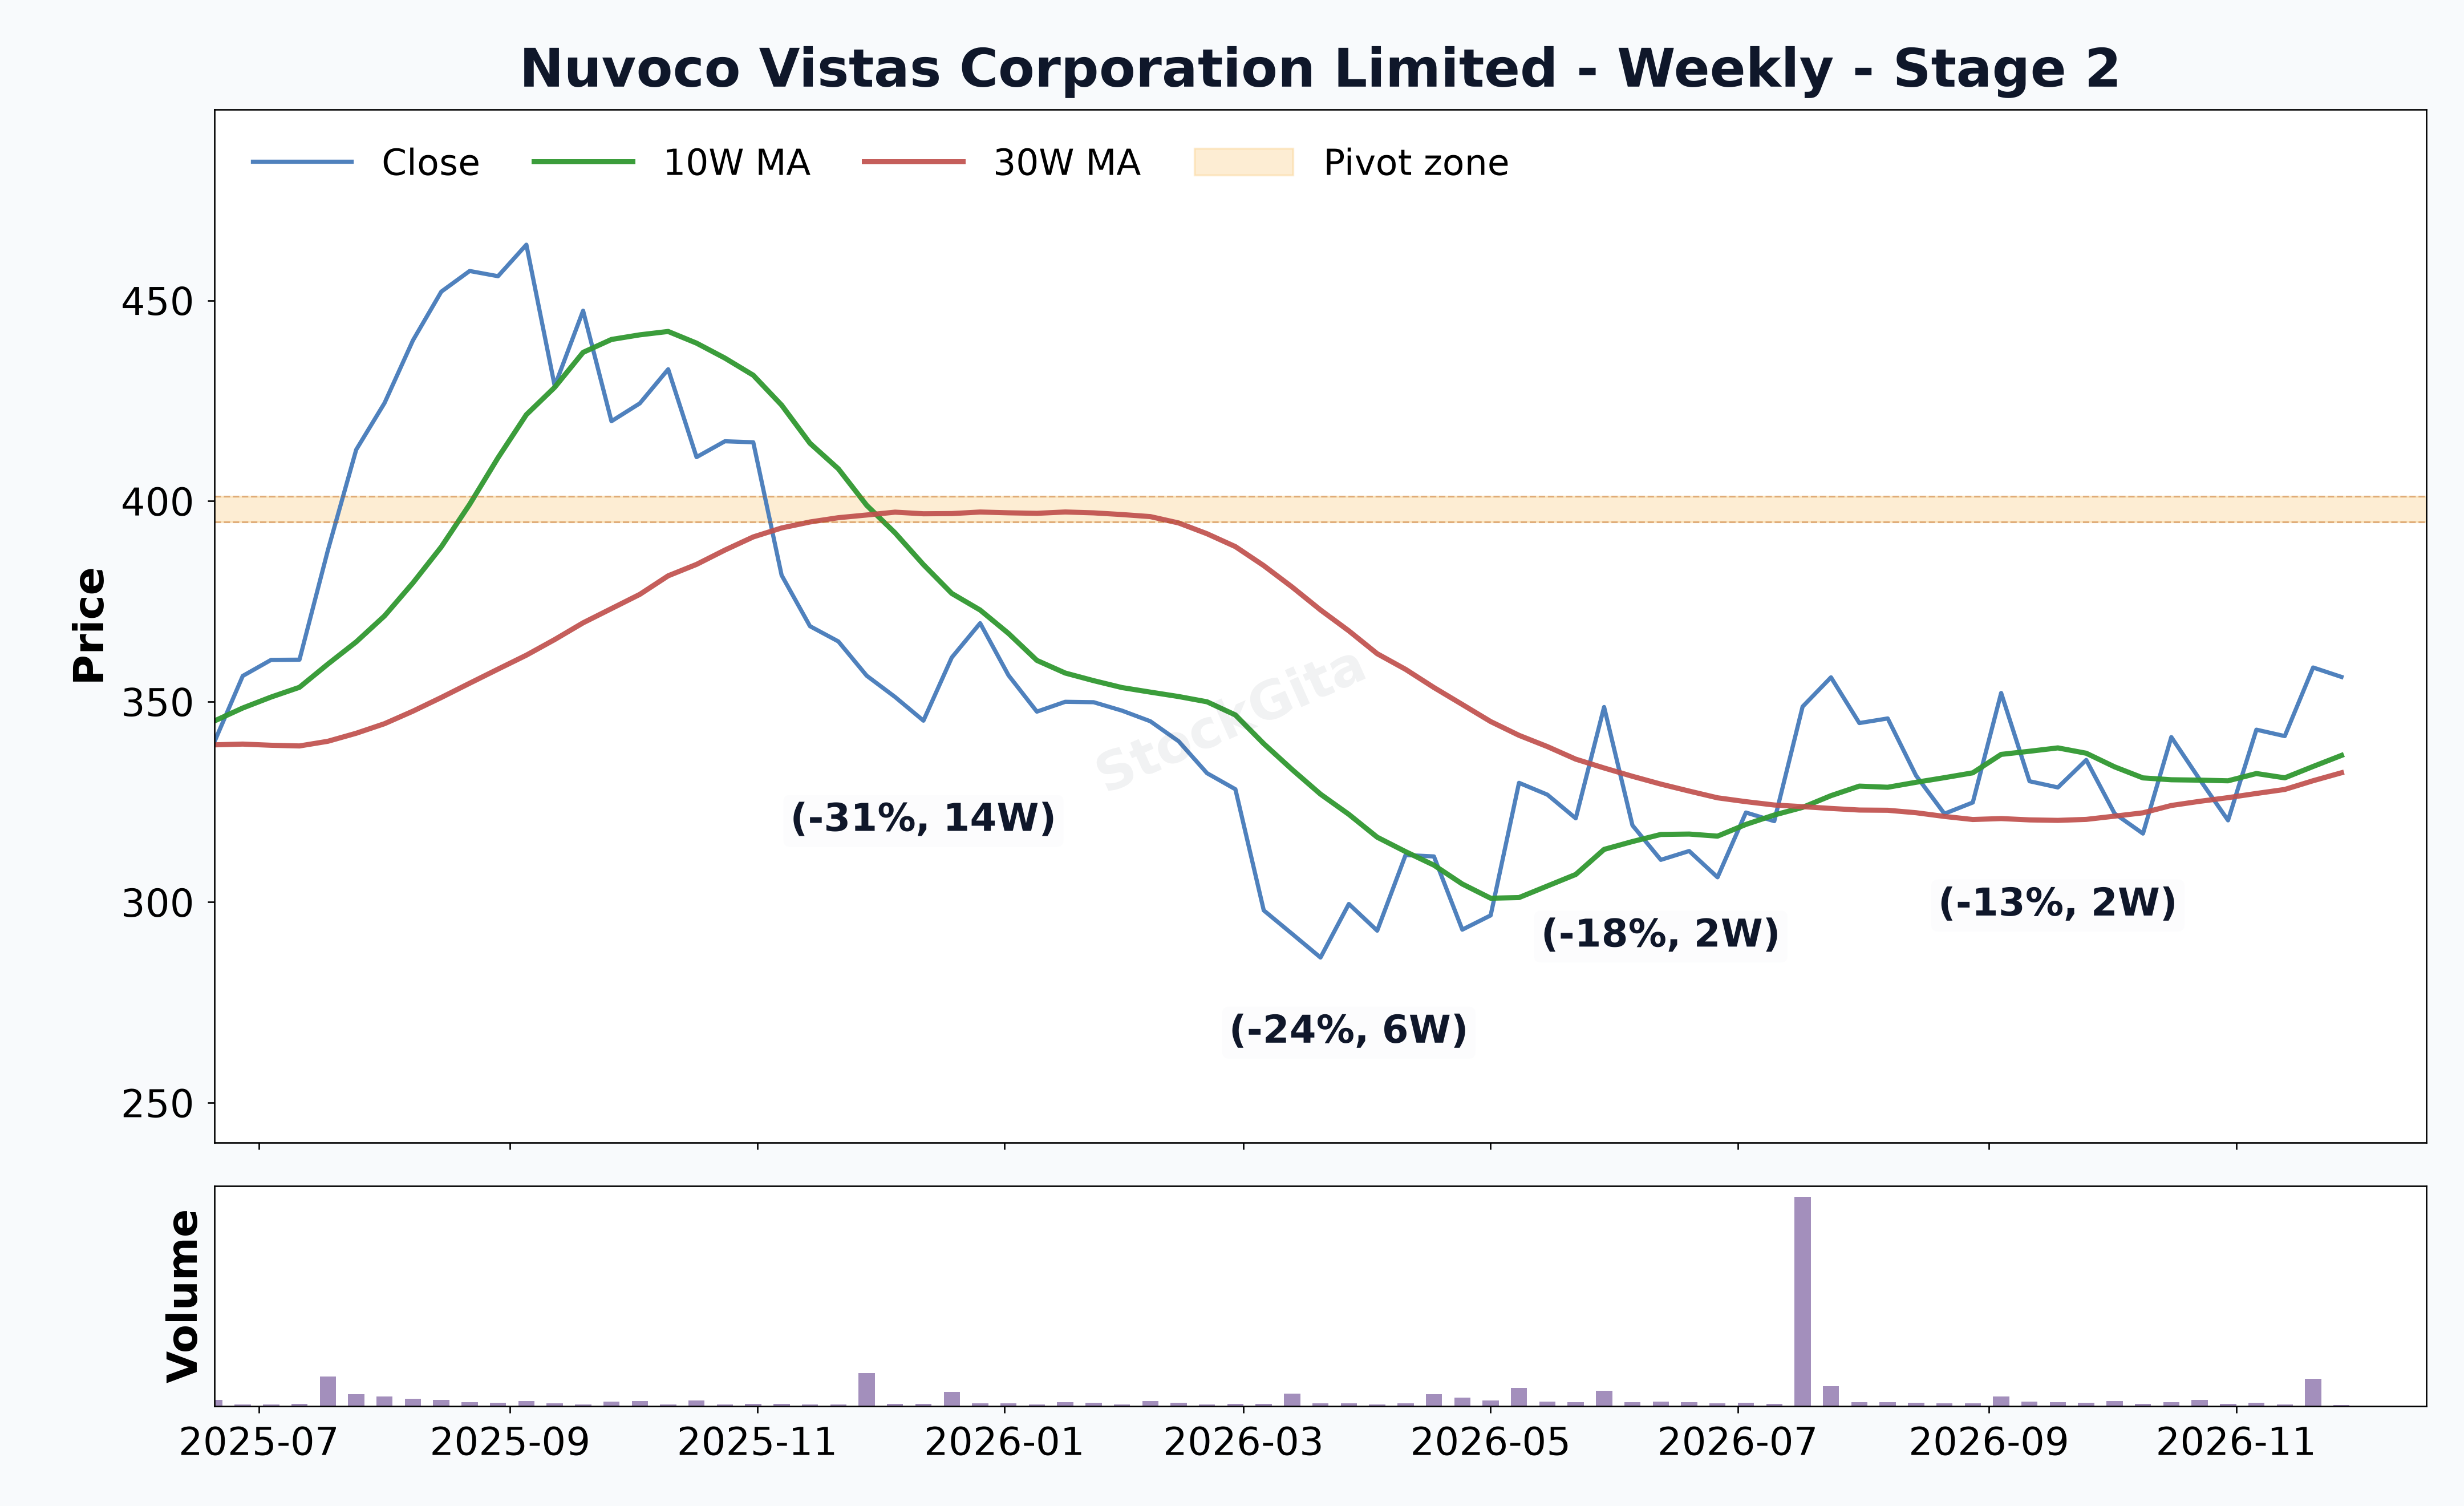 Nuvoco Vistas Corporation Limited - Weekly - Stage 2
Close 10W MA 30W MA Pivot zone
450
400
350
300
250
Price
StockGita
(-31%, 14W)
(-24%, 6W)
(-18%, 2W)
(-13%, 2W)
Volume
2025-07 2025-09 2025-11 2026-01 2026-03 2026-05 2026-07 2026-09 2026-11